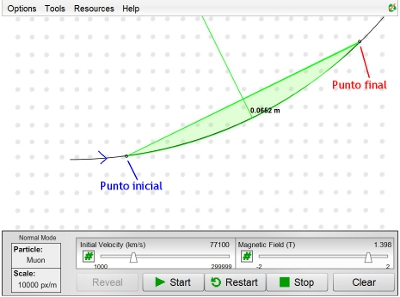 Options Tools Resources Help
Punto final
0.0662 m
Punto inicial
Normal Mode
Particle:
Muon
Scale:
10000 px/m
Initial Velocity (km/s) 77100
1000 299999
Magnetic Field (T) 1.398
-2 2
Reveal Start Restart Stop Clear